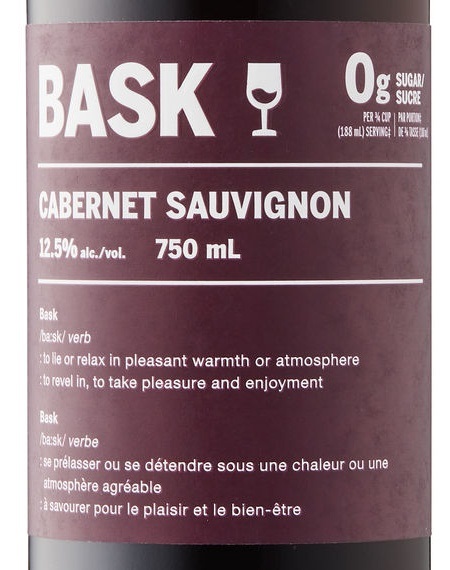 BASK
0g SUGAR/
SUCRE
PER ¾ CUP
(188 mL) SERVING‡
PAR PORTION‡
DE ¾ TASSE
CABERNET SAUVIGNON
12.5% alc./vol. 750 mL
Bask
/ba:sk/ verb
: to lie or relax in pleasant warmth or atmosphere
: to revel in, to take pleasure and enjoyment
Bask
/ba:sk/ verbe
: se prélasser ou se détendre sous une chaleur ou une
atmosphère agréable
: à savourer pour le plaisir et le bien-être